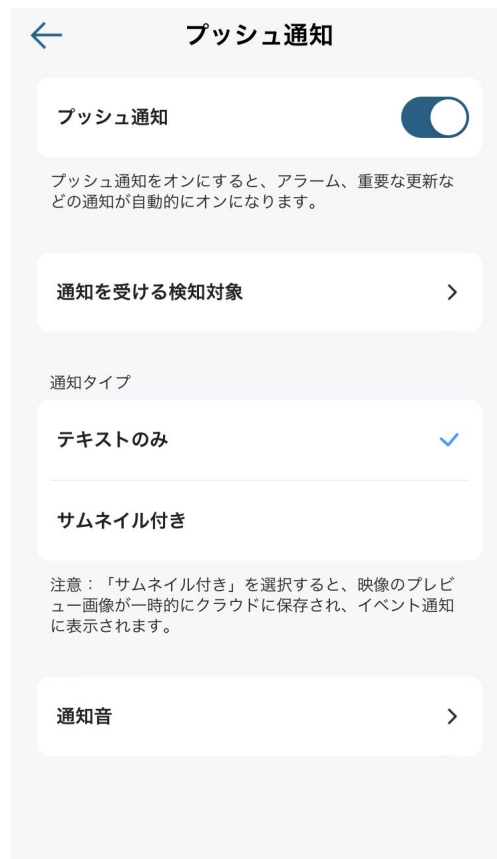 プッシュ通知
プッシュ通知
プッシュ通知をオンにすると、アラーム、重要な更新な
どの通知が自動的にオンになります。
通知を受ける検知対象
通知タイプ
テキストのみ
サムネイル付き
注意：「サムネイル付き」を選択すると、映像のプレビ
ュー画像が一時的にクラウドに保存され、イベント通知
に表示されます。
通知音